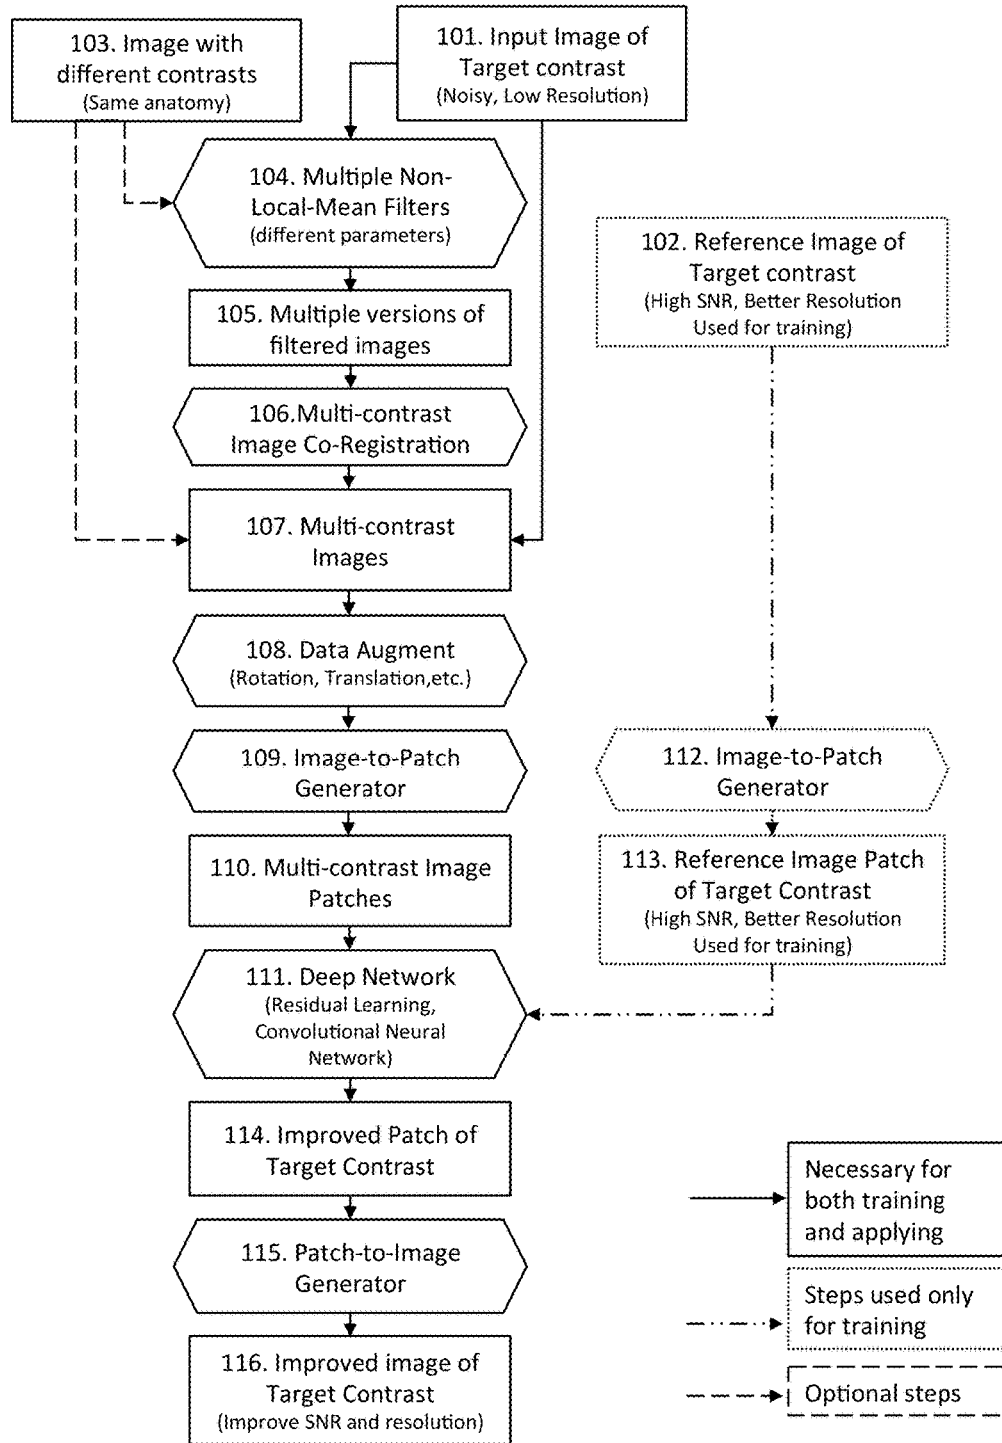 103. Image with
different contrasts
(Same anatomy)
101. Input Image of
Target contrast
(Noisy, Low Resolution)
104. Multiple Non-
Local-Mean Filters
(different parameters)
102. Reference Image of
Target contrast
(High SNR, Better Resolution
Used for training)
105. Multiple versions of
filtered images
106.Multi-contrast
Image Co-Registration
107. Multi-contrast
Images
108. Data Augment
(Rotation, Translation,etc.)
109. Image-to-Patch
Generator
112. Image-to-Patch
Generator
110. Multi-contrast Image
Patches
113. Reference Image Patch
of Target Contrast
(High SNR, Better Resolution
Used for training)
111. Deep Network
(Residual Learning,
Convolutional Neural
Network)
114. Improved Patch of
Target Contrast
115. Patch-to-Image
Generator
116. Improved image of
Target Contrast
(Improve SNR and resolution)
Necessary for
both training
and applying
Steps used only
for training
Optional steps